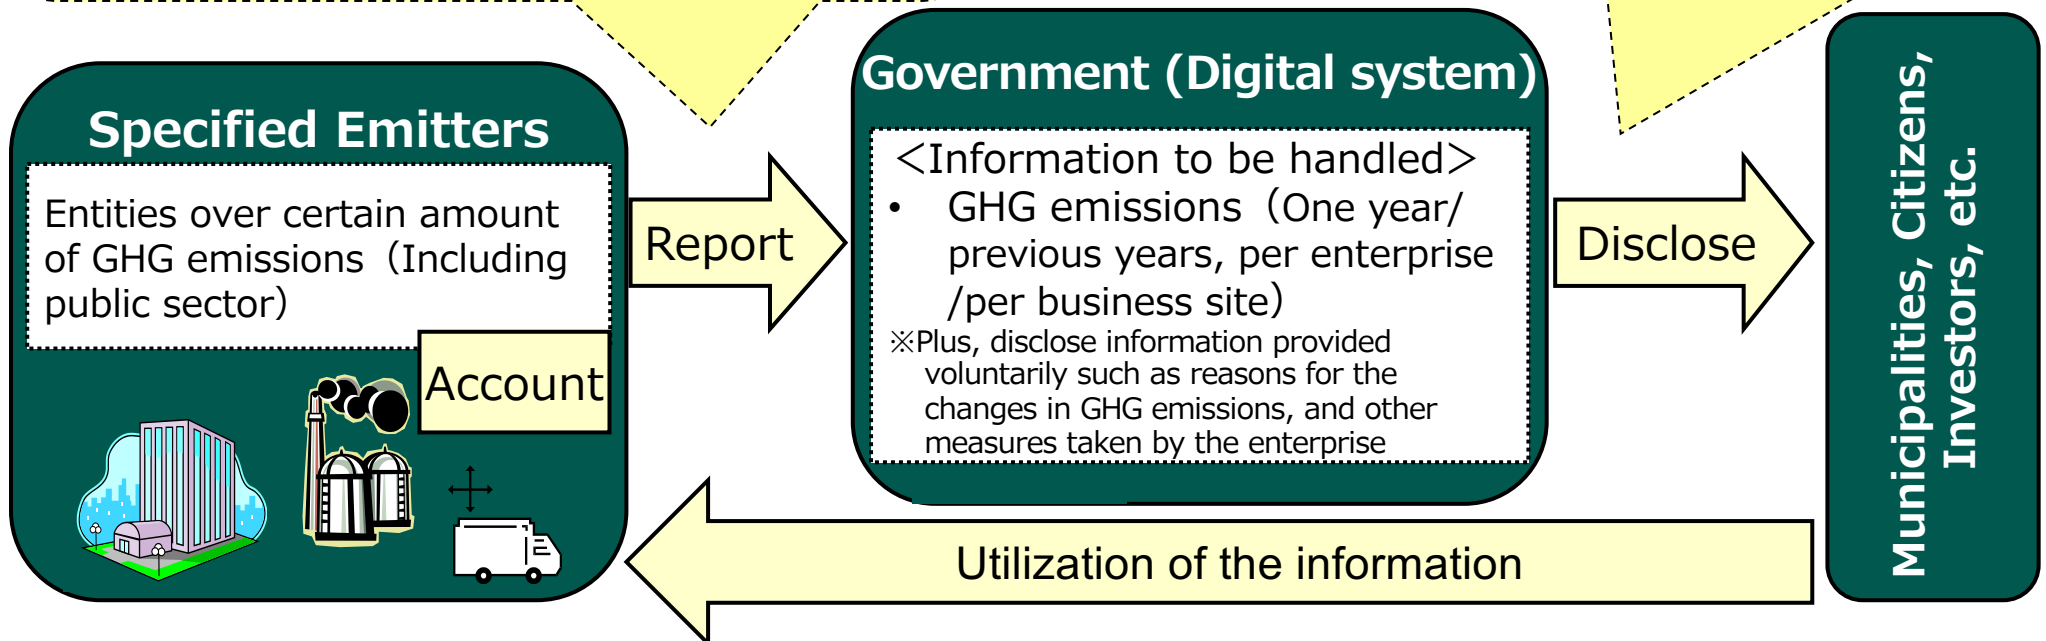 Specified Emitters
Entities over certain amount
of GHG emissions（Including
public sector）
Account
Report
Government (Digital system)
＜Information to be handled＞
• GHG emissions（One year/
previous years, per enterprise
/per business site）
※Plus, disclose information provided
voluntarily such as reasons for the
changes in GHG emissions, and other
measures taken by the enterprise
Disclose
Municipalities, Citizens,
Investors, etc.
Utilization of the information